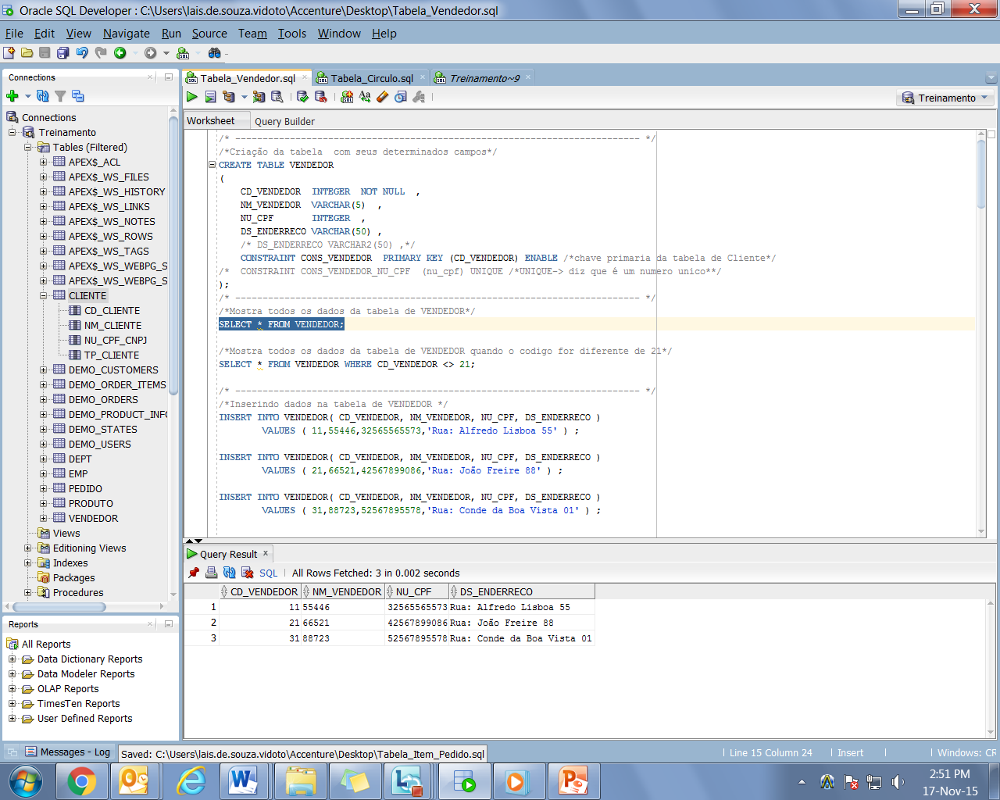 Oracle SQL Developer : C:\Users\lais.de.souza.vidoto\Accenture\Desktop\Tabela_Vendedor.sql
File Edit View Navigate Run Source Team Tools Window Help
Connections
Connections
Treinamento
Tables (Filtered)
APEX$_ACL
APEX$_WS_FILES
APEX$_WS_HISTORY
APEX$_WS_LINKS
APEX$_WS_NOTES
APEX$_WS_ROWS
APEX$_WS_TAGS
APEX$_WS_WEBPG_S
APEX$_WS_WEBPG_S
CLIENTE
CD_CLIENTE
NM_CLIENTE
NU_CPF_CNPJ
TP_CLIENTE
DEMO_CUSTOMERS
DEMO_ORDER_ITEMS
DEMO_ORDERS
DEMO_PRODUCT_INFO
DEMO_STATES
DEMO_USERS
DEPT
EMP
PEDIDO
PRODUTO
VENDEDOR
Views
Editioning Views
Indexes
Packages
Procedures
Reports
All Reports
Data Dictionary Reports
Data Modeler Reports
OLAP Reports
TimesTen Reports
User Defined Reports
Tabela_Vendedor.sql Tabela_Circulo.sql Treinamento~9
Treinamento
Worksheet Query Builder
/* -------------------------------------------------------------------------- */
/*Criação da tabela  com seus determinados campos*/
CREATE TABLE VENDEDOR
(
CD_VENDEDOR  INTEGER  NOT NULL  ,
NM_VENDEDOR  VARCHAR(5)  ,
NU_CPF       INTEGER  ,
DS_ENDERRECO VARCHAR(50) ,
/* DS_ENDERRECO VARCHAR2(50) ,*/
CONSTRAINT CONS_VENDEDOR  PRIMARY KEY (CD_VENDEDOR) ENABLE /*chave primaria da tabela de Cliente*/
/*  CONSTRAINT CONS_VENDEDOR_NU_CPF  (nu_cpf) UNIQUE /*UNIQUE-> diz que é um numero unico**/
);
/* -------------------------------------------------------------------------- */
/*Mostra todos os dados da tabela de VENDEDOR*/
SELECT * FROM VENDEDOR;
/*Mostra todos os dados da tabela de VENDEDOR quando o codigo for diferente de 21*/
SELECT * FROM VENDEDOR WHERE CD_VENDEDOR <> 21;
/* -------------------------------------------------------------------------- */
/*Inserindo dados na tabela de VENDEDOR */
INSERT INTO VENDEDOR( CD_VENDEDOR, NM_VENDEDOR, NU_CPF, DS_ENDERRECO )
VALUES ( 11,55446,32565565573,'Rua: Alfredo Lisboa 55' ) ;
INSERT INTO VENDEDOR( CD_VENDEDOR, NM_VENDEDOR, NU_CPF, DS_ENDERRECO )
VALUES ( 21,66521,42567899086,'Rua: João Freire 88' ) ;
INSERT INTO VENDEDOR( CD_VENDEDOR, NM_VENDEDOR, NU_CPF, DS_ENDERRECO )
VALUES ( 31,88723,52567895578,'Rua: Conde da Boa Vista 01' ) ;
Query Result
SQL All Rows Fetched: 3 in 0.002 seconds
CD_VENDEDOR NM_VENDEDOR NU_CPF DS_ENDERRECO
1 11 55446 32565565573 Rua: Alfredo Lisboa 55
2 21 66521 42567899086 Rua: João Freire 88
3 31 88723 52567895578 Rua: Conde da Boa Vista 01
Messages - Log Saved: C:\Users\lais.de.souza.vidoto\Accenture\Desktop\Tabela_Item_Pedido.sql
Line 15 Column 24 Insert Windows: CR
2:51 PM
17-Nov-15